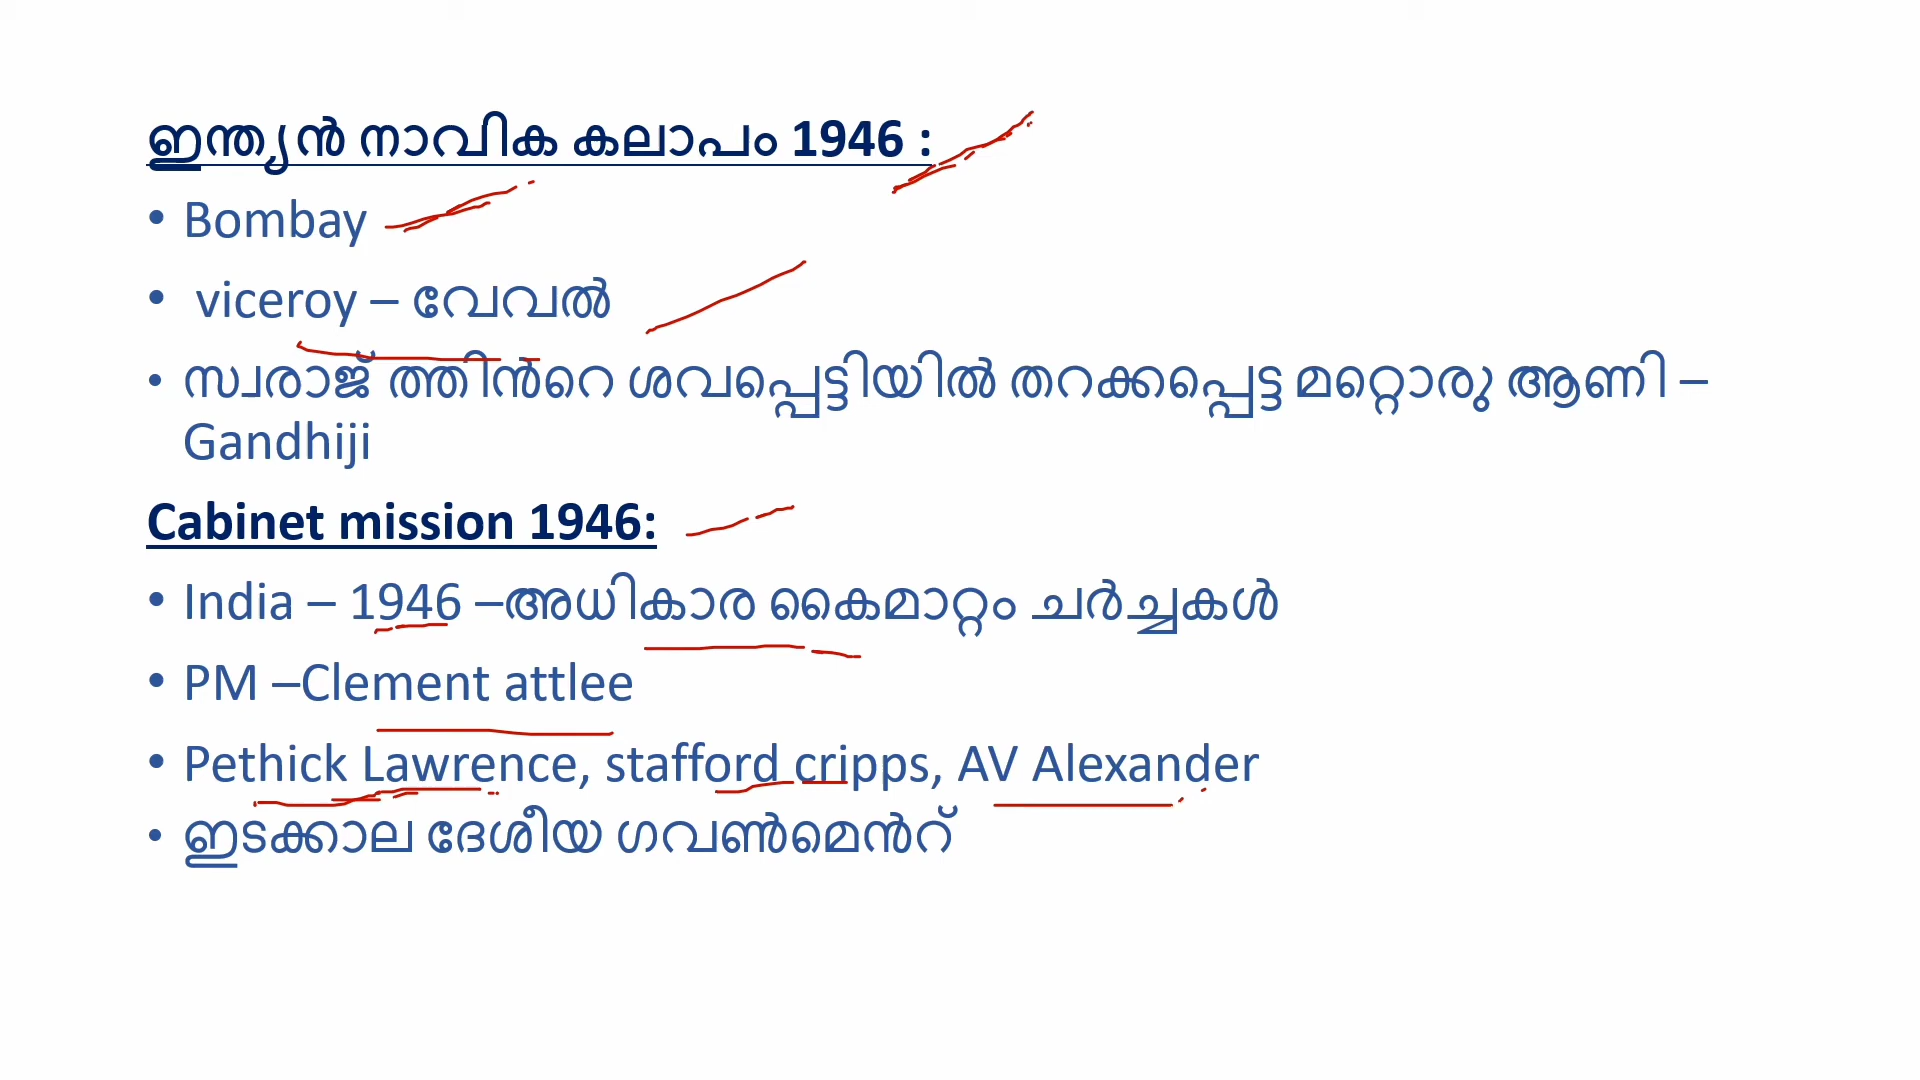 ഇന്ത്യൻ നാവിക കലാപം 1946 :
• Bombay
• viceroy – വേവൽ
• സ്വരാജ് ത്തിൻറെ ശവപ്പെട്ടിയിൽ തറക്കപ്പെട്ട മറ്റൊരു ആണി –
Gandhiji
Cabinet mission 1946:
• India – 1946 –അധികാര കൈമാറ്റം ചർച്ചകൾ
• PM –Clement attlee
• Pethick Lawrence, stafford cripps, AV Alexander
• ഇടക്കാല ദേശീയ ഗവൺമെൻറ്